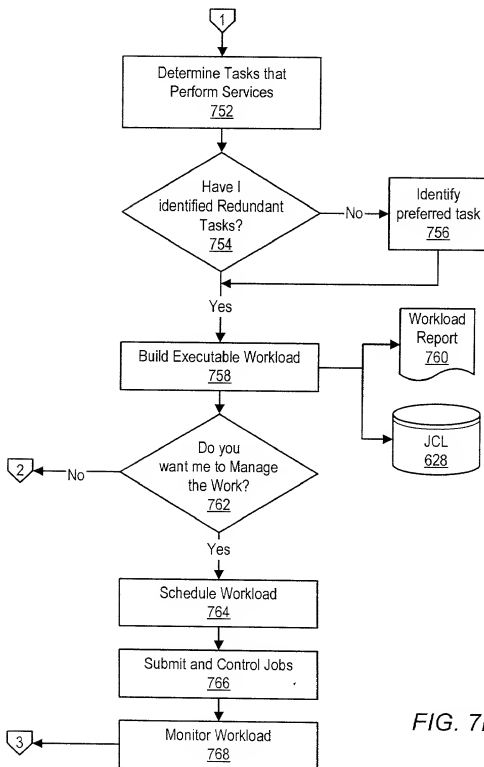 1
Determine Tasks that
Perform Services
752
Have I
identified Redundant
Tasks?
754
No
Identify
preferred task
756
Yes
Build Executable Workload
758
Workload
Report
760
JCL
628
Do you
want me to Manage
the Work?
762
No
2
Yes
Schedule Workload
764
Submit and Control Jobs
766
Monitor Workload
768
3
FIG.